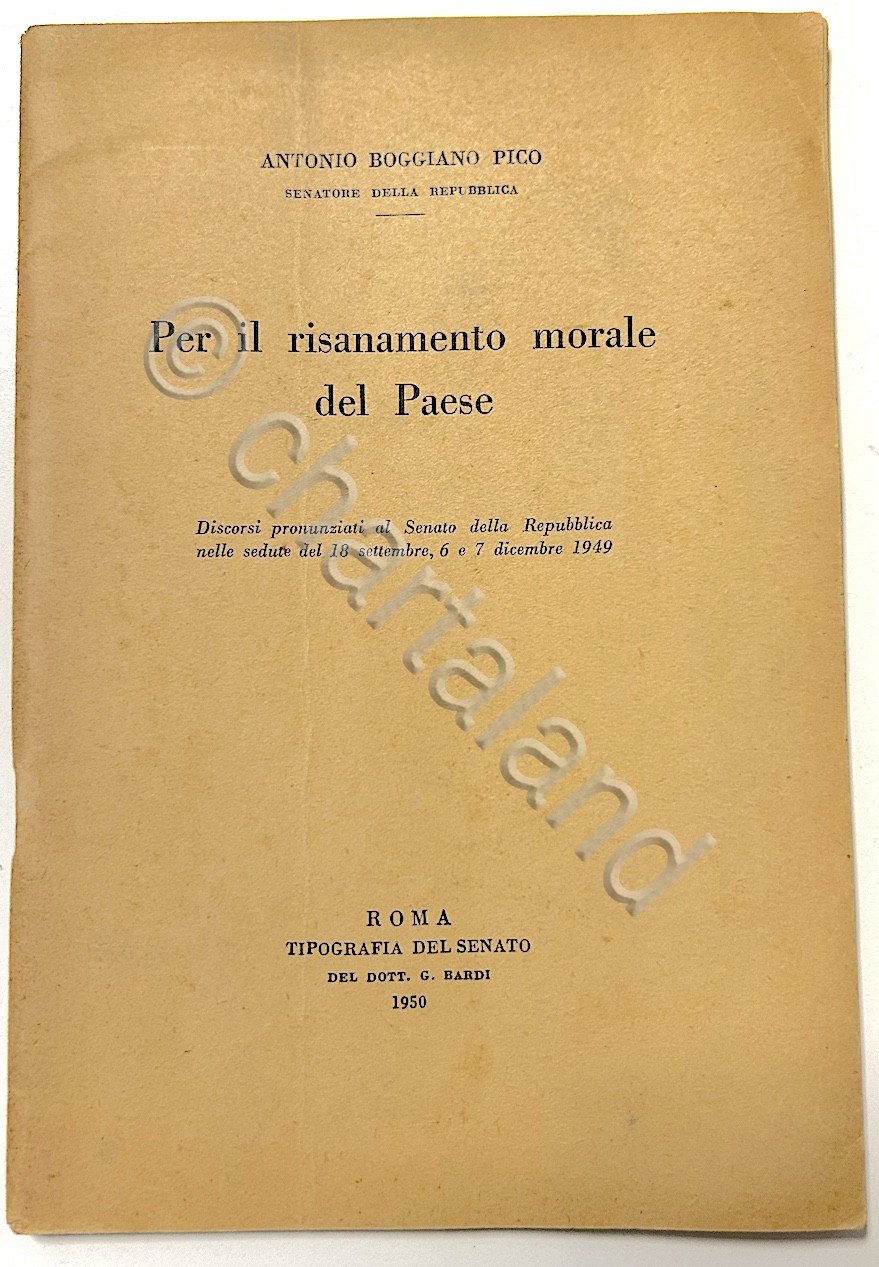 ANTONIO BOGGIANO PICO
SENATORE DELLA REPUBBLICA
Per il risanamento morale
del Paese
Discorsi pronunziati al Senato della Repubblica
nelle sedute del 18 settembre, 6 e 7 dicembre 1949
ROMA
TIPOGRAFIA DEL SENATO
DEL DOTT. G. BARDI
1950
© chartaland